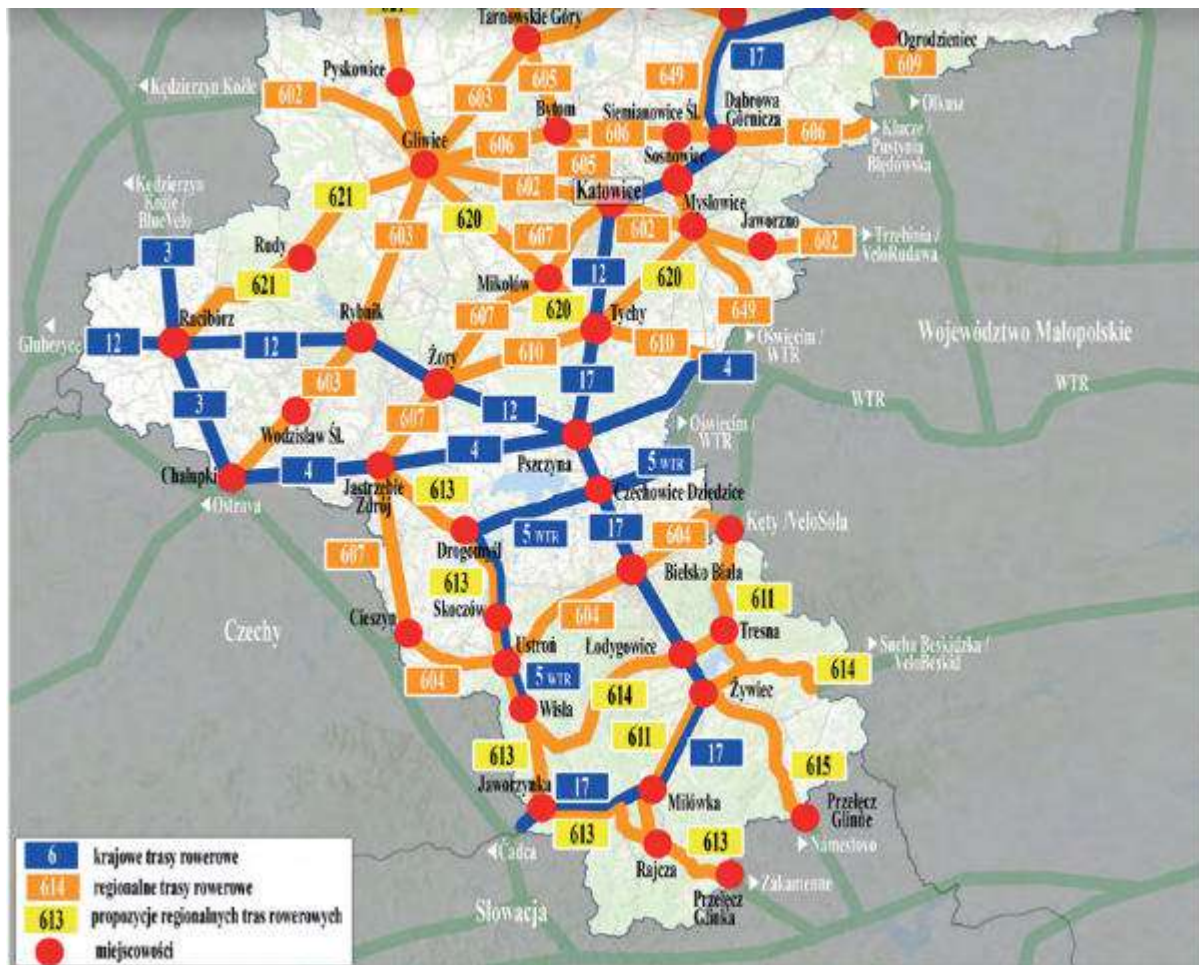 Tarnowskie Góry
17
Ogrodzieniec
609
Pyskowice
Kędzierzyn Koźle
602
603
605
649
Olkusz
Bytom
Siemianowice Śl.
Dąbrowa
Górnicza
606
606
606
Klucze /
Pustynia
Błędowska
Gliwice
605
Sosnowiec
602
Katowice
Kędzierzyn
Koźle /
BlueVelo
621
620
603
607
602
Mysłowice
Jaworzno
602
Trzebinia /
VeloRudawa
3
Rudy
621
12
620
Mikołów
620
649
Racibórz
Rybnik
607
Tychy
Głubczyce
12
12
610
610
Oświęcim /
WTR
Województwo Małopolskie
Żory
17
4
603
3
12
WTR
WTR
607
Wodzisław Śl.
Oświęcim /
WTR
4
4
Pszczyna
5 WTR
Chałupki
Jastrzębie
Zdrój
613
Czechowice Dziedzice
Ostrava
5 WTR
17
604
Kęty /VeloSoła
Drogomyśl
607
613
Bielsko Biała
611
Skoczów
604
Cieszyn
Tresna
Czechy
Ustroń
Łodygowice
Sucha Beskidzka /
VeloBeskid
604
5 WTR
614
614
Żywiec
Wisła
611
613
17
615
Jaworzynka
17
Milówka
Przełęcz
Glinne
613
613
Čadca
Rajcza
Námestovo
Przełęcz
Glinka
Zakamenne
Słowacja
6 krajowe trasy rowerowe
614 regionalne trasy rowerowe
613 propozycje regionalnych tras rowerowych
miejscowości